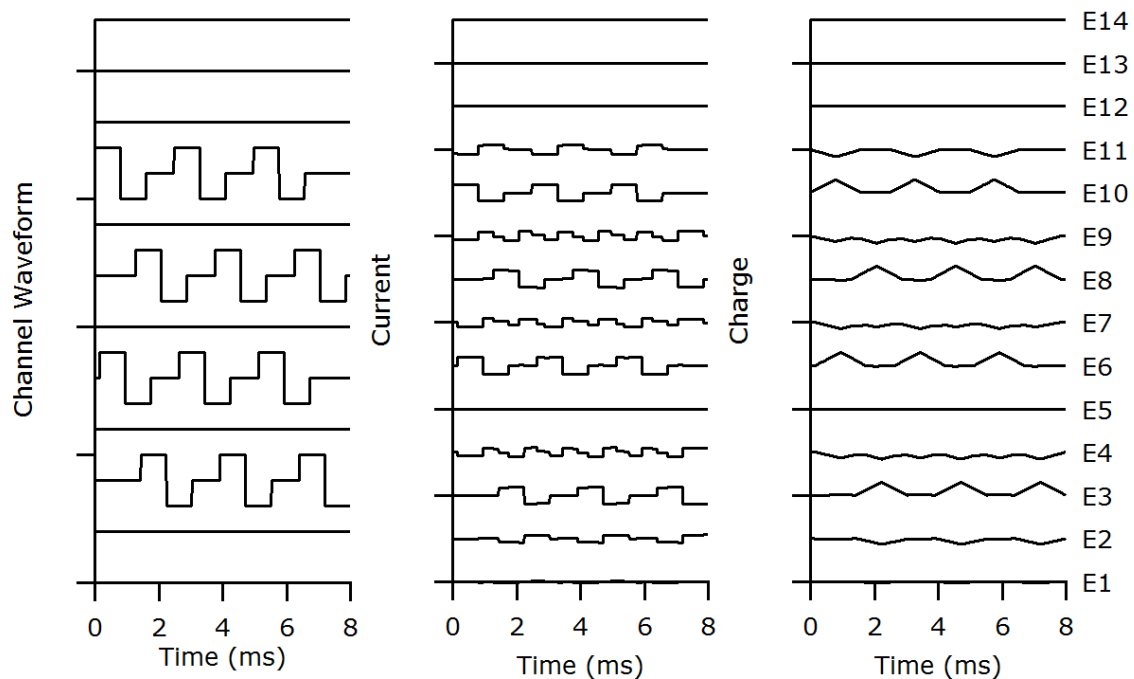 Channel Waveform
0 2 4 6 8
Time (ms)
Current
0 2 4 6 8
Time (ms)
Charge
0 2 4 6 8
Time (ms)
E14
E13
E12
E11
E10
E9
E8
E7
E6
E5
E4
E3
E2
E1